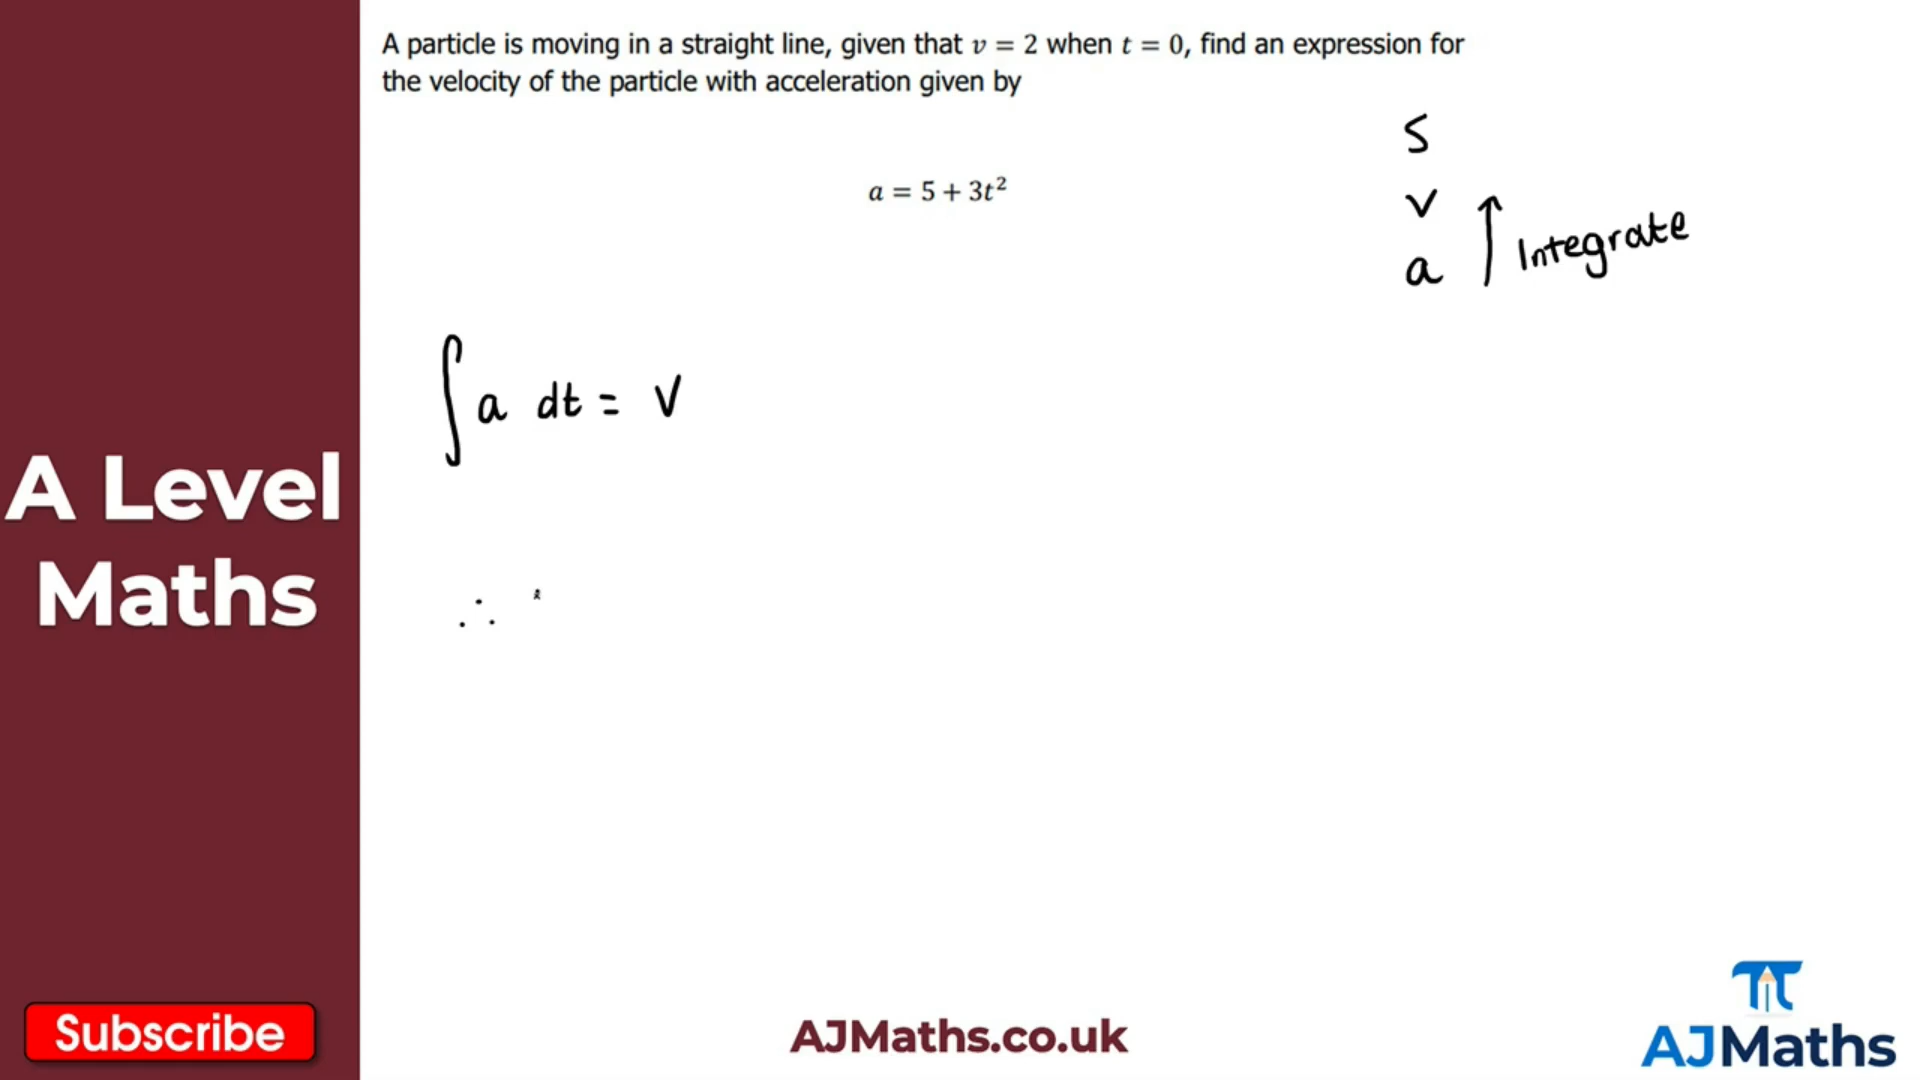 A particle is moving in a straight line, given that v = 2 when t = 0, find an expression for
the velocity of the particle with acceleration given by
a = 5 + 3t²
s
v
a
Integrate
∫ a dt = v
∴
A Level
Maths
Subscribe
AJMaths.co.uk
AJMaths